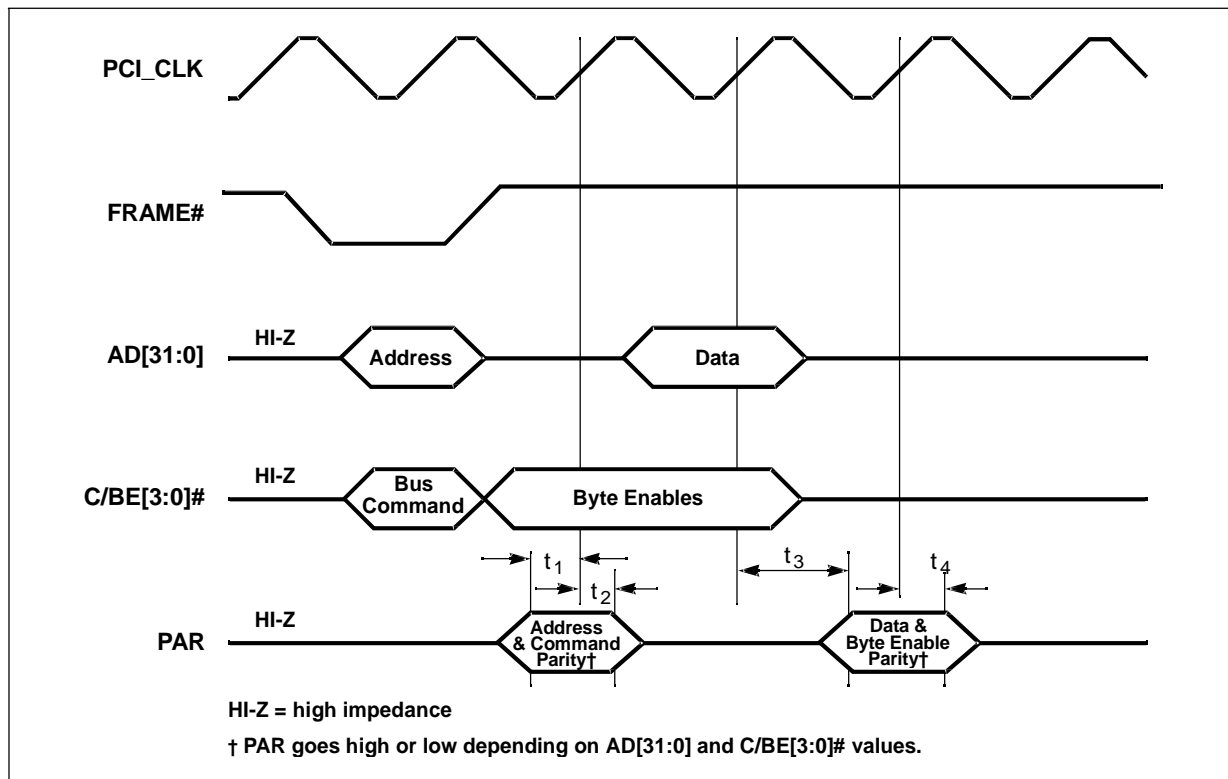 PCI_CLK
FRAME#
AD[31:0]
HI-Z
Address
Data
C/BE[3:0]#
HI-Z
Bus
Command
Byte Enables
t1
t2
t3
t4
PAR
HI-Z
Address
& Command
Parity†
Data &
Byte Enable
Parity†
HI-Z = high impedance
† PAR goes high or low depending on AD[31:0] and C/BE[3:0]# values.